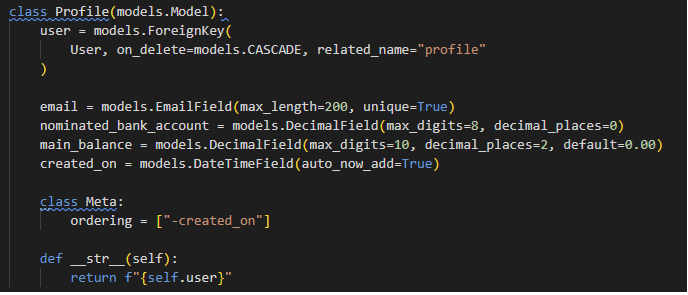 class Profile(models.Model):
    user = models.ForeignKey(
        User, on_delete=models.CASCADE, related_name="profile"
    )

    email = models.EmailField(max_length=200, unique=True)
    nominated_bank_account = models.DecimalField(max_digits=8, decimal_places=0)
    main_balance = models.DecimalField(max_digits=10, decimal_places=2, default=0.00)
    created_on = models.DateTimeField(auto_now_add=True)

    class Meta:
        ordering = ["-created_on"]

    def __str__(self):
        return f"{self.user}"